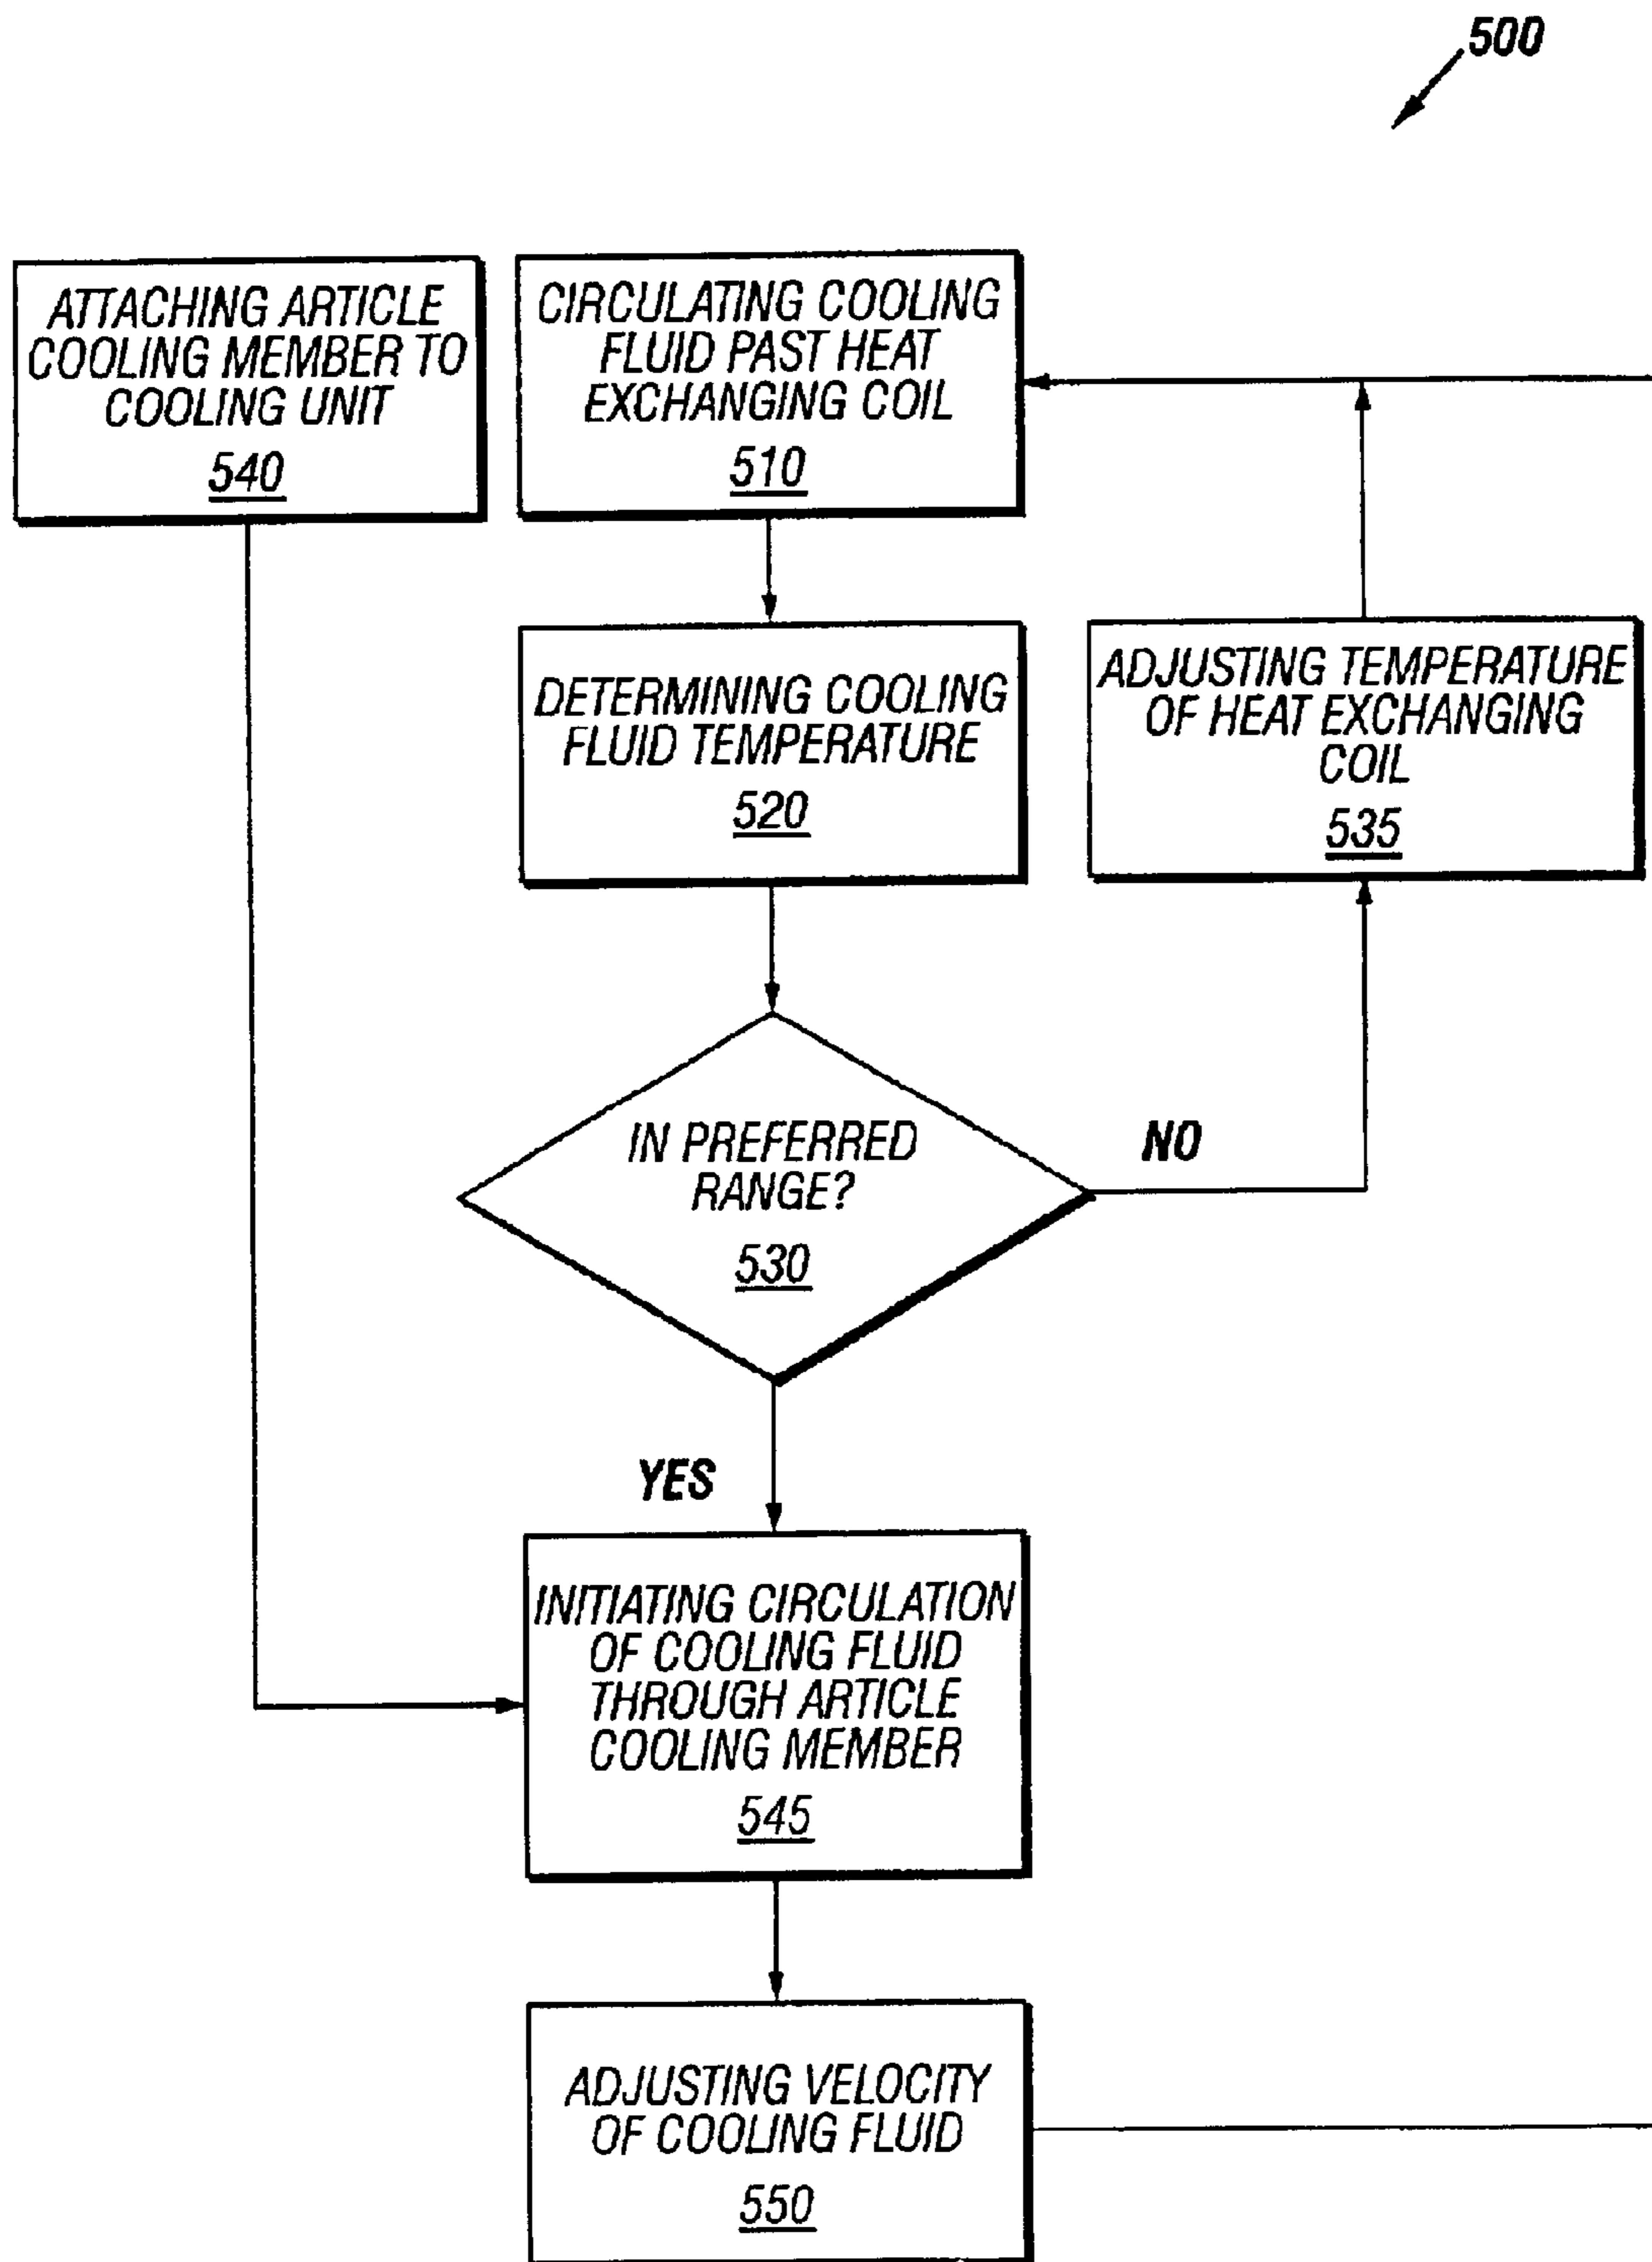 500
ATTACHING ARTICLE
COOLING MEMBER TO
COOLING UNIT
540
CIRCULATING COOLING
FLUID PAST HEAT
EXCHANGING COIL
510
DETERMINING COOLING
FLUID TEMPERATURE
520
ADJUSTING TEMPERATURE
OF HEAT EXCHANGING
COIL
535
IN PREFERRED
RANGE?
530
NO
YES
INITIATING CIRCULATION
OF COOLING FLUID
THROUGH ARTICLE
COOLING MEMBER
545
ADJUSTING VELOCITY
OF COOLING FLUID
550